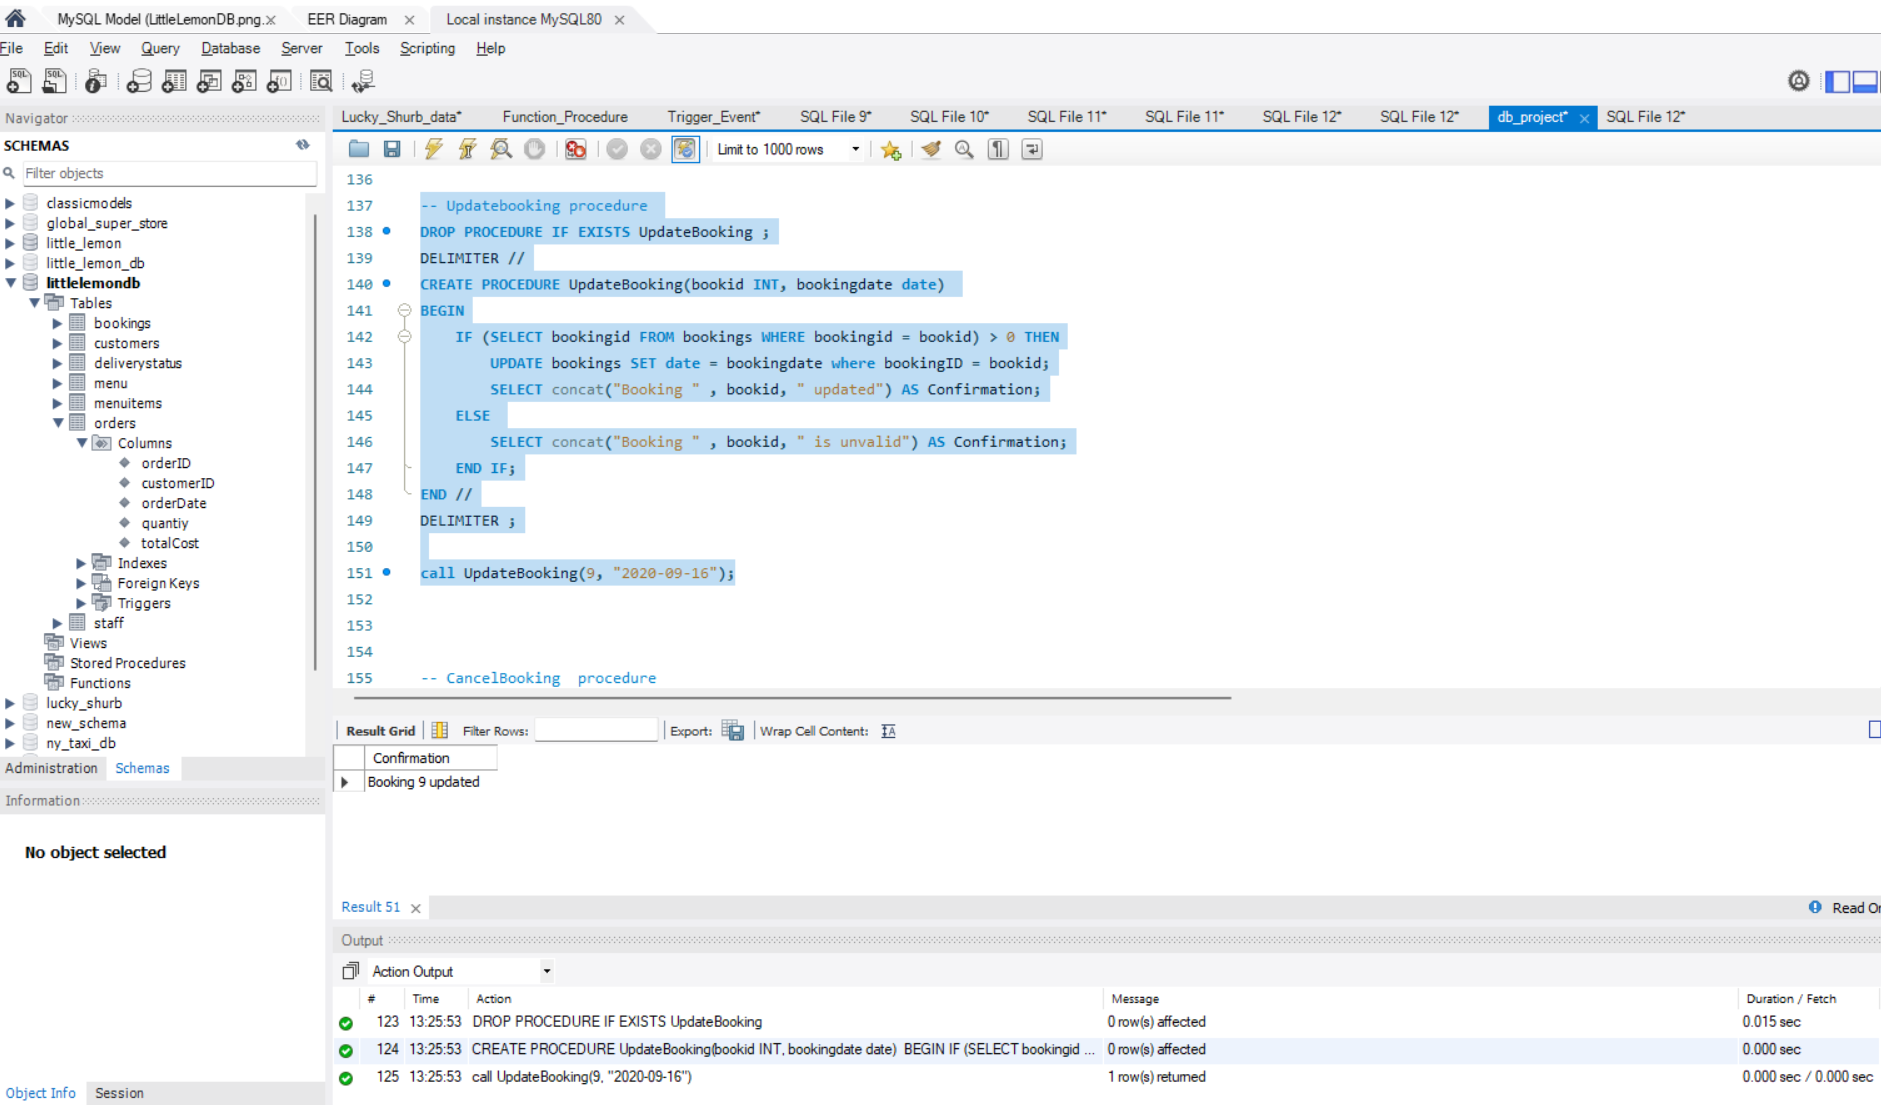 MySQL Model (LittleLemonDB.png.× EER Diagram × Local instance MySQL80 ×
File Edit View Query Database Server Tools Scripting Help
Navigator
Lucky_Shurb_data* Function_Procedure Trigger_Event* SQL File 9* SQL File 10* SQL File 11* SQL File 11* SQL File 12* SQL File 12* db_project* × SQL File 12*
SCHEMAS
Limit to 1000 rows
Filter objects
classicmodels
global_super_store
little_lemon
little_lemon_db
littlelemondb
Tables
bookings
customers
deliverystatus
menu
menuitems
orders
Columns
orderID
customerID
orderDate
quantiy
totalCost
Indexes
Foreign Keys
Triggers
staff
Views
Stored Procedures
Functions
lucky_shurb
new_schema
ny_taxi_db
Administration Schemas
Information
No object selected
Object Info Session
136
137 -- Updatebooking procedure
138 DROP PROCEDURE IF EXISTS UpdateBooking ;
139 DELIMITER //
140 CREATE PROCEDURE UpdateBooking(bookid INT, bookingdate date)
141 BEGIN
142 IF (SELECT bookingid FROM bookings WHERE bookingid = bookid) > 0 THEN
143 UPDATE bookings SET date = bookingdate where bookingID = bookid;
144 SELECT concat("Booking " , bookid, " updated") AS Confirmation;
145 ELSE
146 SELECT concat("Booking " , bookid, " is unvalid") AS Confirmation;
147 END IF;
148 END //
149 DELIMITER ;
150
151 call UpdateBooking(9, "2020-09-16");
152
153
154
155 -- CancelBooking procedure
Result Grid Filter Rows: Export: Wrap Cell Content:
Confirmation
Booking 9 updated
Result 51 × Read On
Output
Action Output
# Time Action Message Duration / Fetch
123 13:25:53 DROP PROCEDURE IF EXISTS UpdateBooking 0 row(s) affected 0.015 sec
124 13:25:53 CREATE PROCEDURE UpdateBooking(bookid INT, bookingdate date) BEGIN IF (SELECT bookingid ... 0 row(s) affected 0.000 sec
125 13:25:53 call UpdateBooking(9, "2020-09-16") 1 row(s) returned 0.000 sec / 0.000 sec